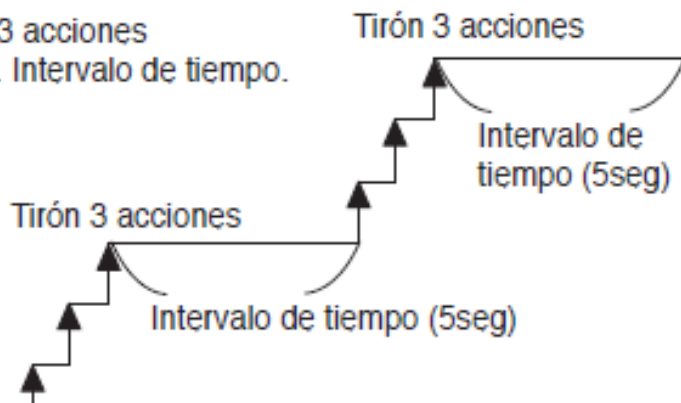 3 acciones
. Intervalo de tiempo.
Tirón 3 acciones
Intervalo de
tiempo (5seg)
Tirón 3 acciones
Intervalo de tiempo (5seg)